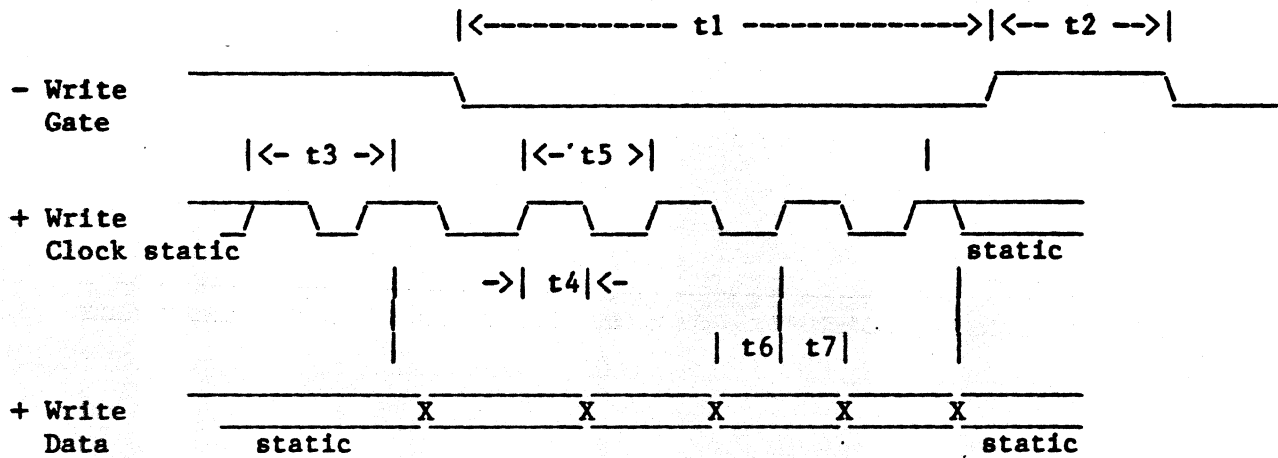 |<------------ t1 ------------>|<-- t2 -->|
- Write
Gate
|<- t3 ->| |<-' t5 >| |
+ Write
Clock static static
->| t4|<-
| t6| t7|
+ Write X X X X X
Data static static